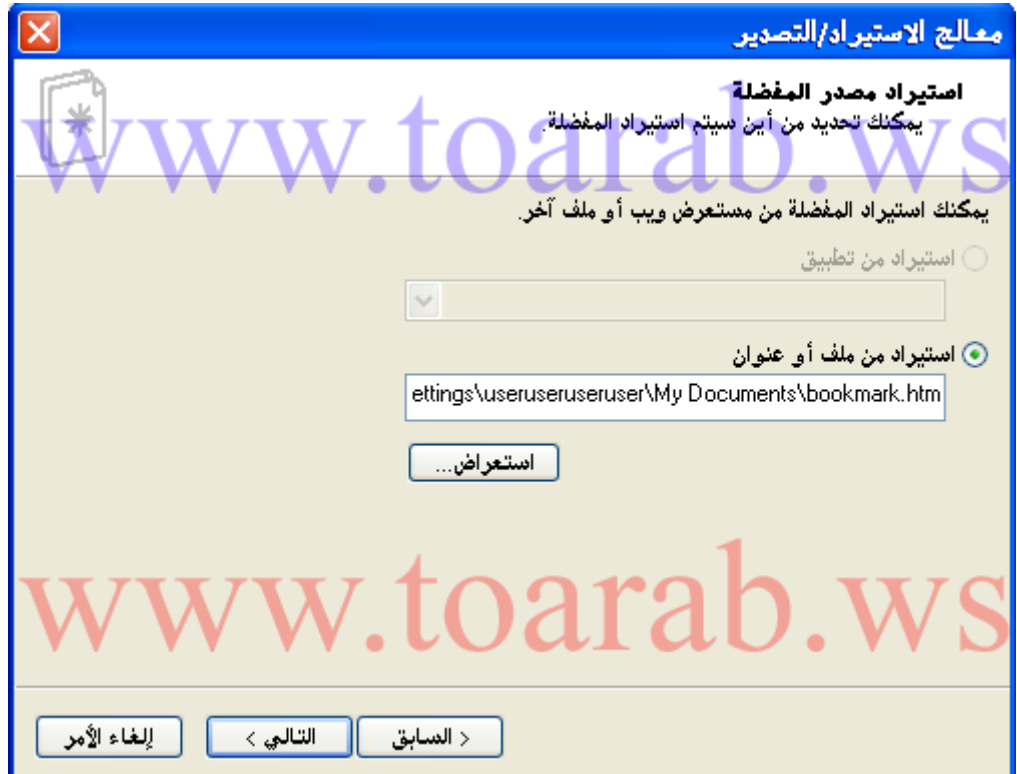 معالج الاستيراد/التصدير
استيراد مصدر المفضلة
يمكنك تحديد من أين سيتم استيراد المفضلة.
www.toarab.ws
يمكنك استيراد المفضلة من مستعرض ويب أو ملف آخر.
استيراد من تطبيق
استيراد من ملف أو عنوان
ettings\useruseruseruser\My Documents\bookmark.htm
استعراض...
www.toarab.ws
< السابق
التالي >
إلغاء الأمر